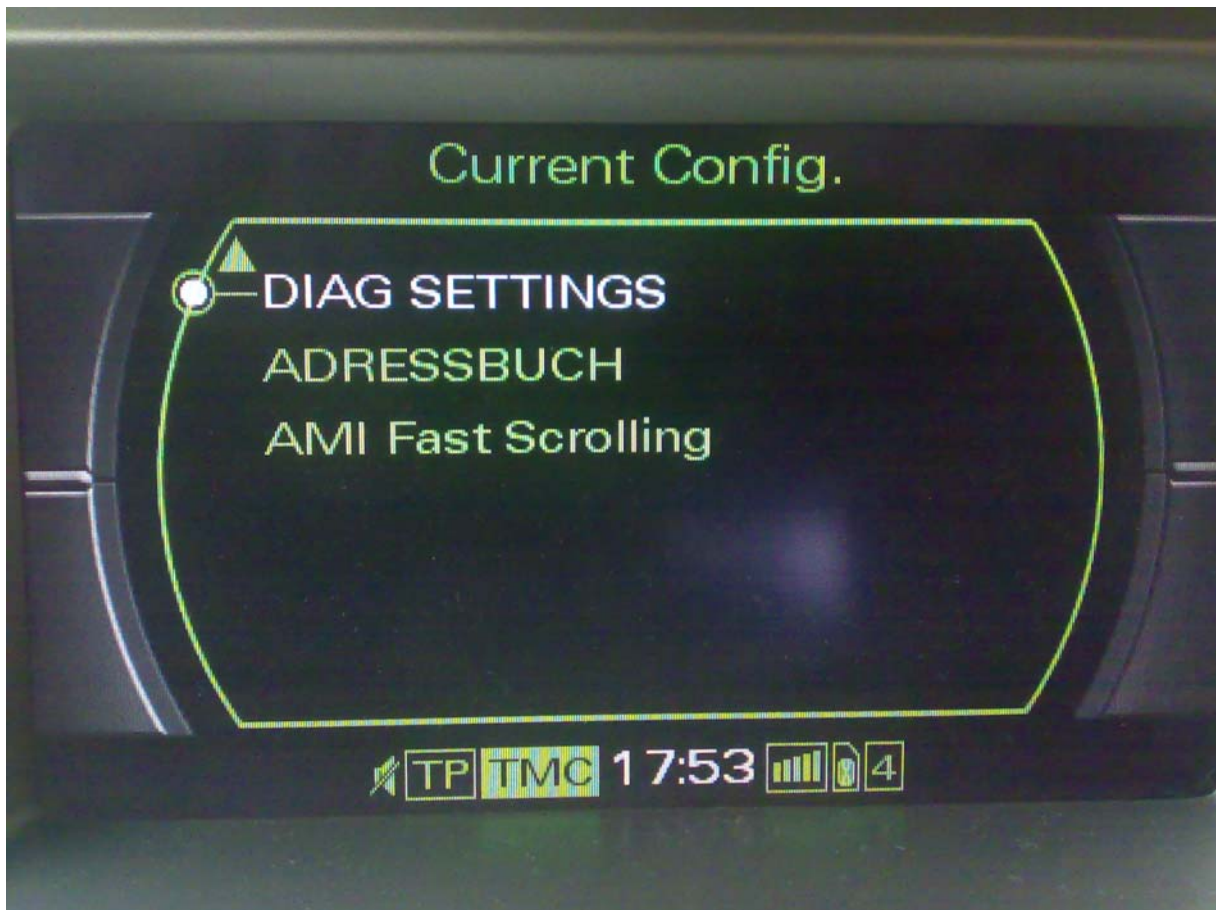 Current Config.
DIAG SETTINGS
ADRESSBUCH
AMI Fast Scrolling
TP TMC 17:53 4